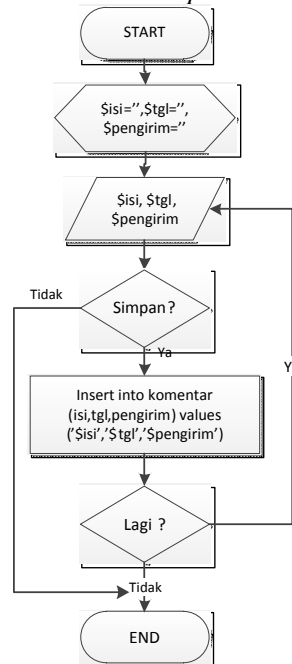 START
$isi='',$tgl='',
$pengirim=''
$isi, $tgl,
$pengirim
Tidak
Simpan?
Ya
Y
Insert into komentar
(isi,tgl,pengirim) values
('$isi','$tgl','$pengirim')
Lagi ?
Tidak
END